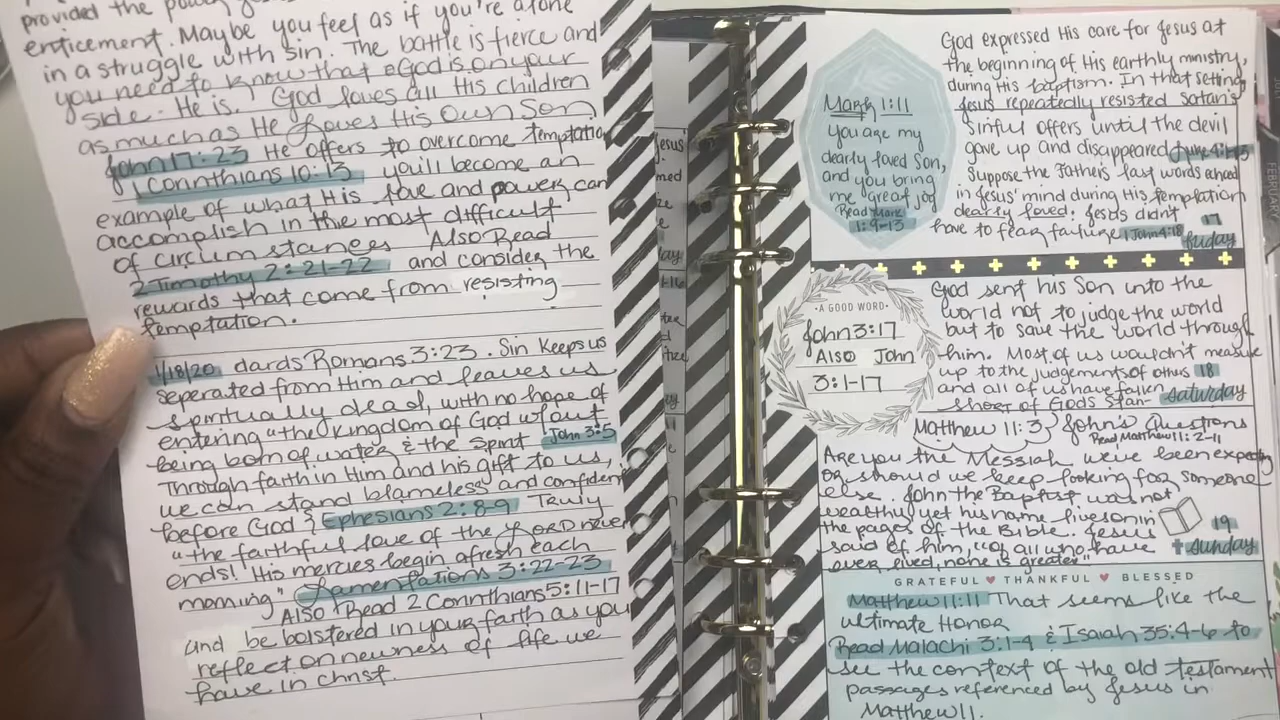 provided the power
enticement. Maybe you feel as if you're alone
in a struggle with sin. The battle is fierce and
you need to know that God is on your
side. He is. God loves all His children
as much as He loves His own Son
John 17:23 He offers to overcome temptation
1 Corinthians 10:13 you'll become an
example of what His love and power can
accomplish in the most difficult
of circumstances Also Read
2 Timothy 2:21-22 and consider the
rewards that come from resisting
temptation.
1/18/20 dards Romans 3:23. Sin keeps us
seperated from Him and leaves us
spiritually dead, with no hope of
entering "the Kingdom of God w/out
being born of water & the spirit John 3:5
Through faith in Him and his gift to us,
we can stand blameless and confident
before God? Ephesians 2:8-9 Truly
"the faithful love of the LORD never
ends! His mercies begin afresh each
morning" Lamentations 3:22-23
Also Read 2 Corinthians 5:11-17
and be bolstered in your faith as you
reflect on newness of life we
have in christ.
Mark 1:11
You are my
dearly loved Son,
and you bring
me great joy
Read Mark
1:9-13
God expressed His care for Jesus at
the beginning of His earthly ministry,
during His baptism. In that setting
Jesus repeatedly resisted satan's
sinful offers until the devil
gave up and disappeared
Suppose the Father's last words echoed
in Jesus' mind during His temptation
dearly loved. Jesus didn't 17
have to fear failure 1 John 4:18 friday
• A GOOD WORD •
John 3:17
Also John
3:1-17
God sent his Son into the
world not to judge the world
but to save the world through
him. Most of us wouldn't measure
up to the judgements of others 18
and all of us have fallen saturday
short of God's stan-
Matthew 11:3 John's Questions
Read Matthew 11:2-11
Are you the Messiah we've been expecting
or should we keep looking for someone
else. John the Baptist was not
wealthy yet his name lives on in
the pages of the Bible. Jesus 19
said of him, "of all who have sunday
ever lived, none is greater"
GRATEFUL ♥ THANKFUL ♥ BLESSED
Matthew 11:11 That seems like the
ultimate Honor
Read Malachi 3:1-4 & Isaiah 35:4-6 to
see the context of the old testament
passages referenced by Jesus in
Matthew 11.
FEBRUARY